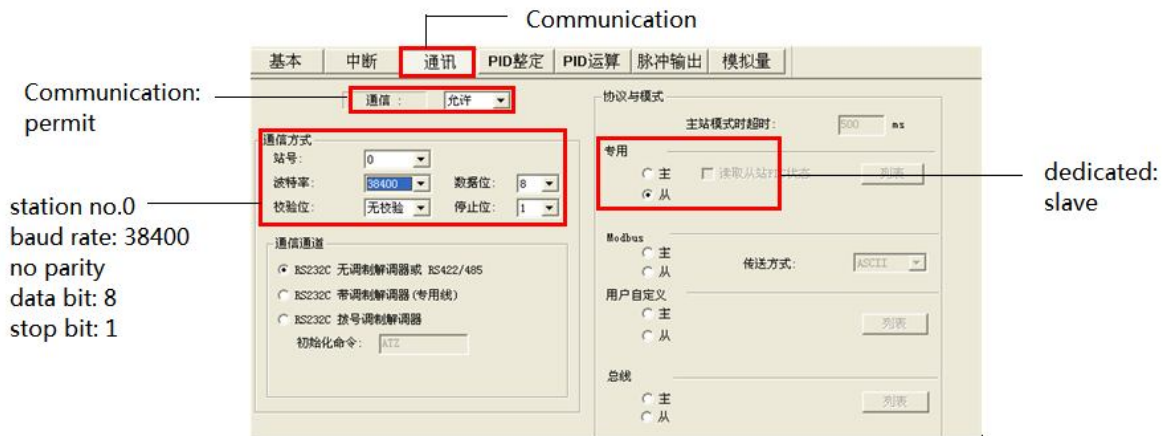 Communication
基本 中断 通讯 PID整定 PID运算 脉冲输出 模拟量
Communication:
permit
通信 : 允许
协议与模式
主站模式时超时: 500 ms
通信方式
站号: 0
波特率: 38400 数据位: 8
校验位: 无校验 停止位: 1
专用
主 读取从站PLC状态 列表
从
dedicated:
slave
station no.0
baud rate: 38400
no parity
data bit: 8
stop bit: 1
通信通道
RS232C 无调制解调器或 RS422/485
RS232C 带调制解调器(专用线)
RS232C 拨号调制解调器
初始化命令: ATZ
Modbus
主
从
传送方式: ASCII
用户自定义
主
从
列表
总线
主
从
列表